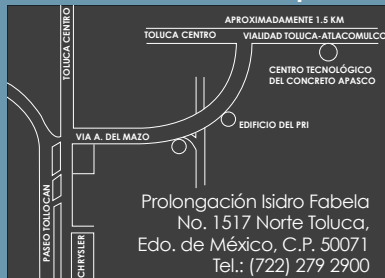 APROXIMADAMENTE 1.5 KM
TOLUCA CENTRO
VIALIDAD TOLUCA-ATLACOMULCO
TOLUCA CENTRO
CENTRO TECNOLÓGICO
DEL CONCRETO APASCO
EDIFICIO DEL PRI
VIA A. DEL MAZO
PASEO TOLLOCAN
CHRYSLER
Prolongación Isidro Fabela
No. 1517 Norte Toluca,
Edo. de México, C.P. 50071
Tel.: (722) 279 2900